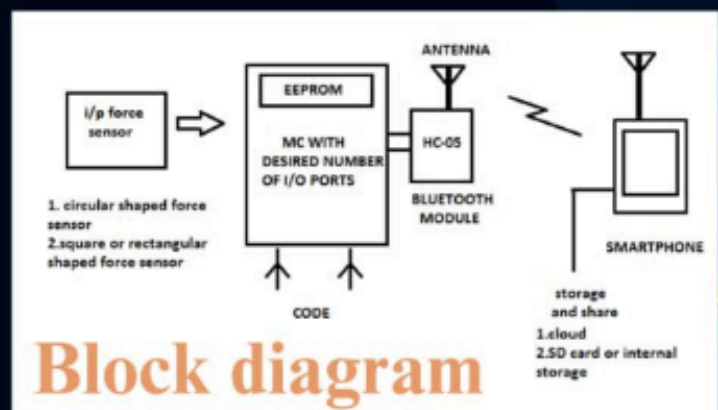 i/p force
sensor
1. circular shaped force
sensor
2.square or rectangular
shaped force sensor
EEPROM
MC WITH
DESIRED NUMBER
OF I/O PORTS
CODE
ANTENNA
HC-05
BLUETOOTH
MODULE
SMARTPHONE
storage
and share
1.cloud
2.SD card or internal
storage
Block diagram